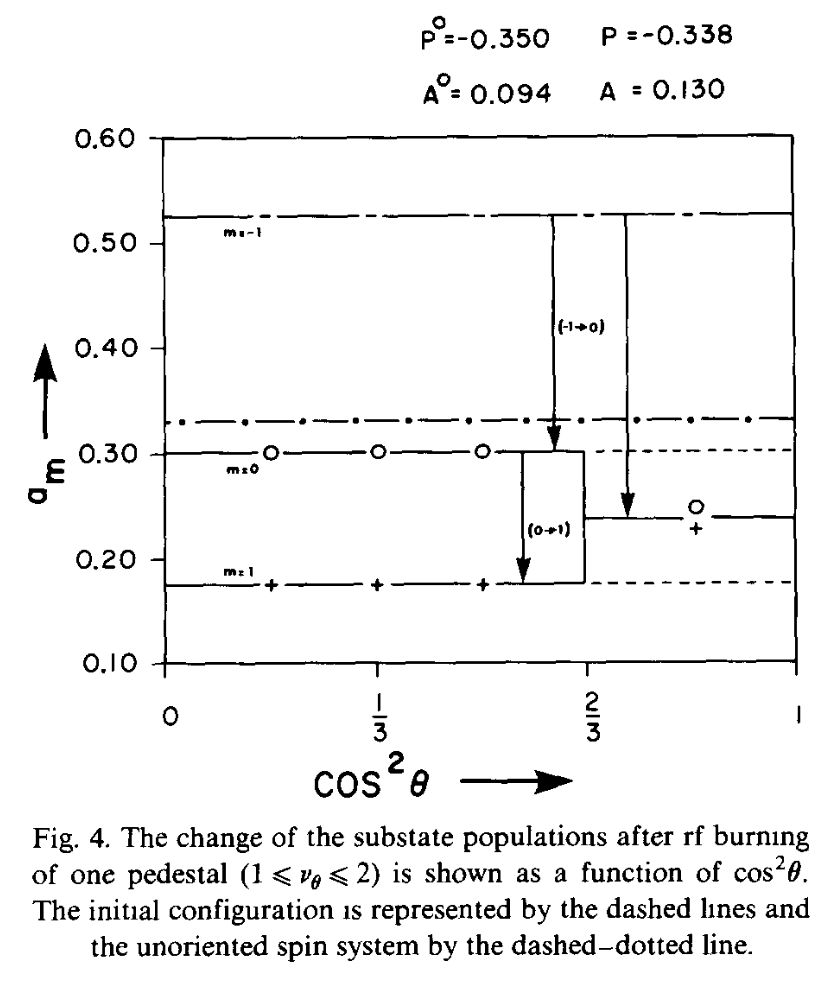 P⁰=-0.350 P=-0.338
A⁰=0.094 A = 0.130
0.60
0.50
0.40
0.30
0.20
0.10
a_m
m=-1
(-1→0)
m=0
(0→1)
m=1
0 1/3 2/3 1
COS²θ
Fig. 4. The change of the substate populations after rf burning
of one pedestal (1 ⩽ ν_θ ⩽ 2) is shown as a function of cos²θ.
The initial configuration is represented by the dashed lines and
the unoriented spin system by the dashed–dotted line.